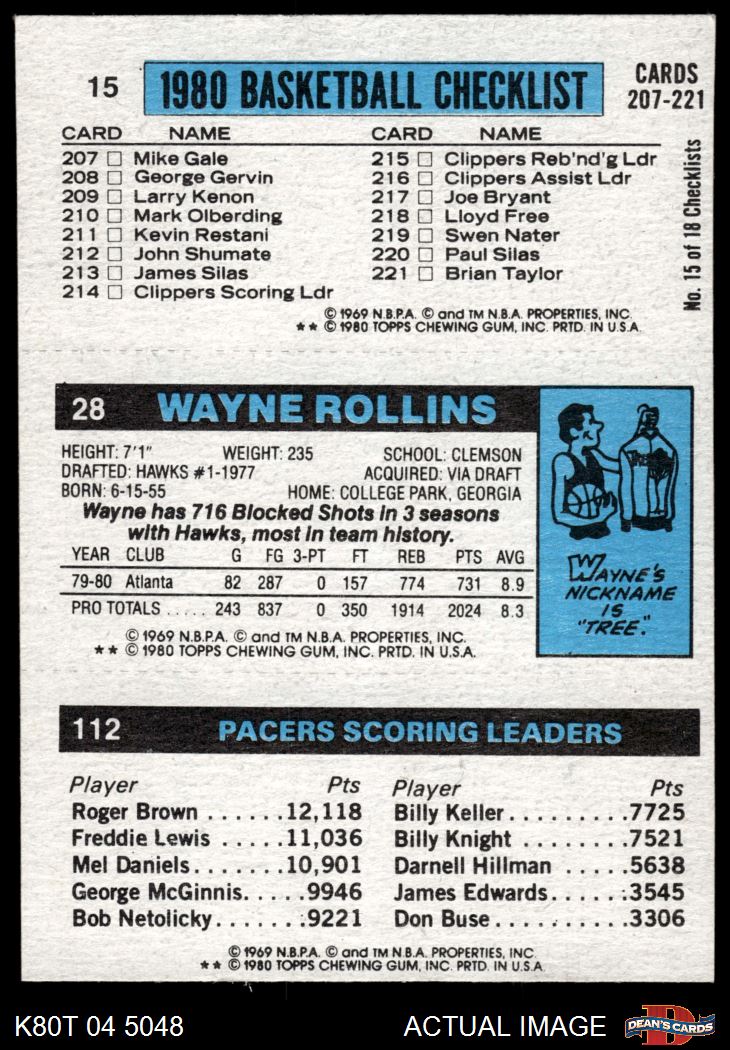 15 1980 BASKETBALL CHECKLIST CARDS 207-221
CARD NAME CARD NAME
207 □ Mike Gale 215 □ Clippers Reb'nd'g Ldr
208 □ George Gervin 216 □ Clippers Assist Ldr
209 □ Larry Kenon 217 □ Joe Bryant
210 □ Mark Olberding 218 □ Lloyd Free
211 □ Kevin Restani 219 □ Swen Nater
212 □ John Shumate 220 □ Paul Silas
213 □ James Silas 221 □ Brian Taylor
214 □ Clippers Scoring Ldr
No. 15 of 18 Checklists
© 1969 N.B.P.A. © and TM N.B.A. PROPERTIES, INC.
★★ © 1980 TOPPS CHEWING GUM, INC. PRTD. IN U.S.A.
28 WAYNE ROLLINS
HEIGHT: 7'1" WEIGHT: 235 SCHOOL: CLEMSON
DRAFTED: HAWKS #1-1977 ACQUIRED: VIA DRAFT
BORN: 6-15-55 HOME: COLLEGE PARK, GEORGIA
Wayne has 716 Blocked Shots in 3 seasons
with Hawks, most in team history.
YEAR CLUB G FG 3-PT FT REB PTS AVG
79-80 Atlanta 82 287 0 157 774 731 8.9
PRO TOTALS ..... 243 837 0 350 1914 2024 8.3
© 1969 N.B.P.A. © and TM N.B.A. PROPERTIES, INC.
★★ © 1980 TOPPS CHEWING GUM, INC. PRTD. IN U.S.A.
WAYNE'S
NICKNAME
IS
"TREE."
112 PACERS SCORING LEADERS
Player Pts Player Pts
Roger Brown ......12,118 Billy Keller.........7725
Freddie Lewis .....11,036 Billy Knight ........7521
Mel Daniels.......10,901 Darnell Hillman .....5638
George McGinnis.....9946 James Edwards......3545
Bob Netolicky.......9221 Don Buse..........3306
© 1969 N.B.P.A. © and TM N.B.A. PROPERTIES, INC.
★★ © 1980 TOPPS CHEWING GUM, INC. PRTD. IN U.S.A.
K80T 04 5048 ACTUAL IMAGE D DEAN'S CARDS